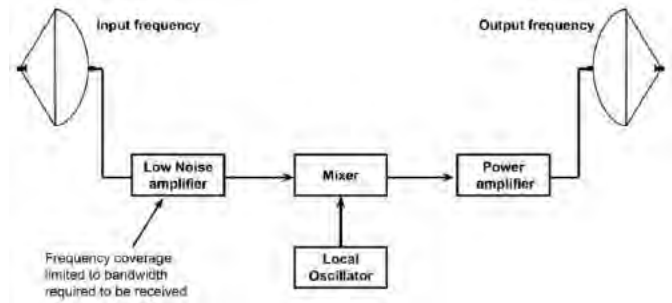 Input frequency
Output frequency
Low Noise
amplifier
Mixer
Power
amplifier
Frequency coverage
limited to bandwidth
required to be received
Local
Oscillator